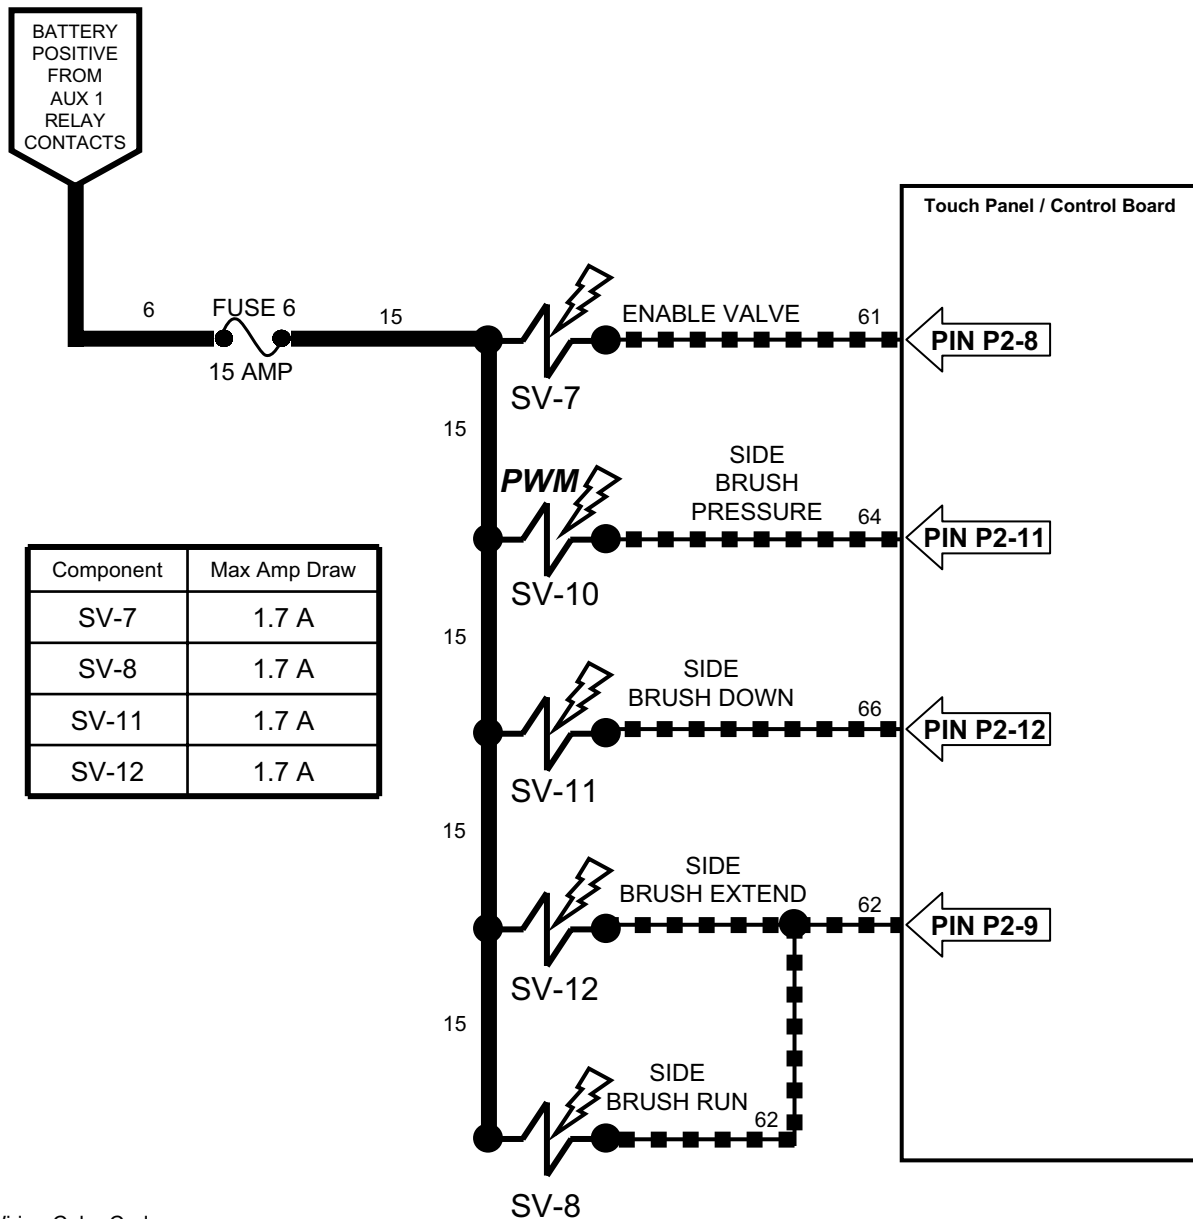 BATTERY
POSITIVE
FROM
AUX 1
RELAY
CONTACTS
Touch Panel / Control Board
6
FUSE 6
15 AMP
15
ENABLE VALVE
61
PIN P2-8
SV-7
15
PWM
SIDE
BRUSH
PRESSURE
64
PIN P2-11
SV-10
Component Max Amp Draw
SV-7 1.7 A
SV-8 1.7 A
SV-11 1.7 A
SV-12 1.7 A
15
SIDE
BRUSH DOWN
66
PIN P2-12
SV-11
15
SIDE
BRUSH EXTEND
62
PIN P2-9
SV-12
15
SIDE
BRUSH RUN
62
SV-8